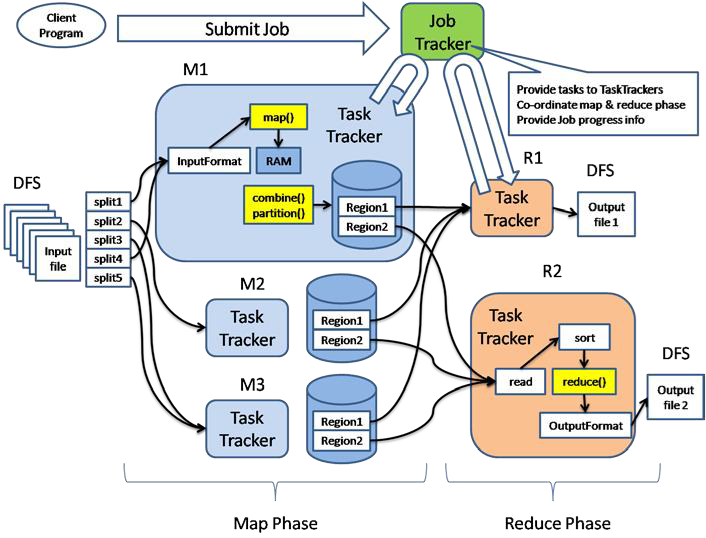 Client
Program
Submit Job
Job
Tracker
Provide tasks to TaskTrackers
Co-ordinate map & reduce phase
Provide Job progress info
M1
Task
Tracker
map()
InputFormat
RAM
combine()
partition()
Region1
Region2
DFS
Input
file
split1
split2
split3
split4
split5
M2
Task
Tracker
Region1
Region2
M3
Task
Tracker
Region1
Region2
R1
Task
Tracker
DFS
Output
file 1
R2
Task
Tracker
sort
read
reduce()
OutputFormat
DFS
Output
file 2
Map Phase
Reduce Phase